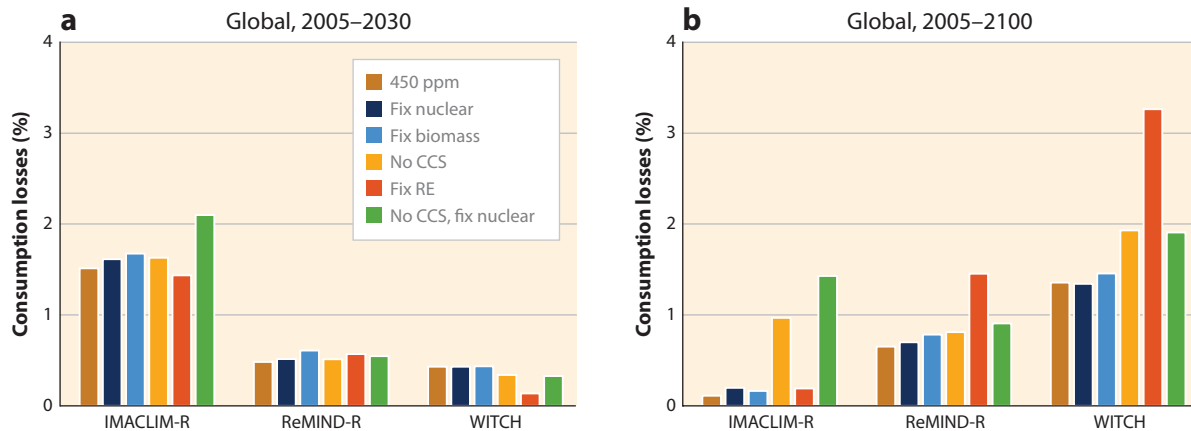 a
Global, 2005–2030
Consumption losses (%)
4
3
2
1
0
450 ppm
Fix nuclear
Fix biomass
No CCS
Fix RE
No CCS, fix nuclear
IMACLIM-R
ReMIND-R
WITCH
b
Global, 2005–2100
Consumption losses (%)
4
3
2
1
0
IMACLIM-R
ReMIND-R
WITCH